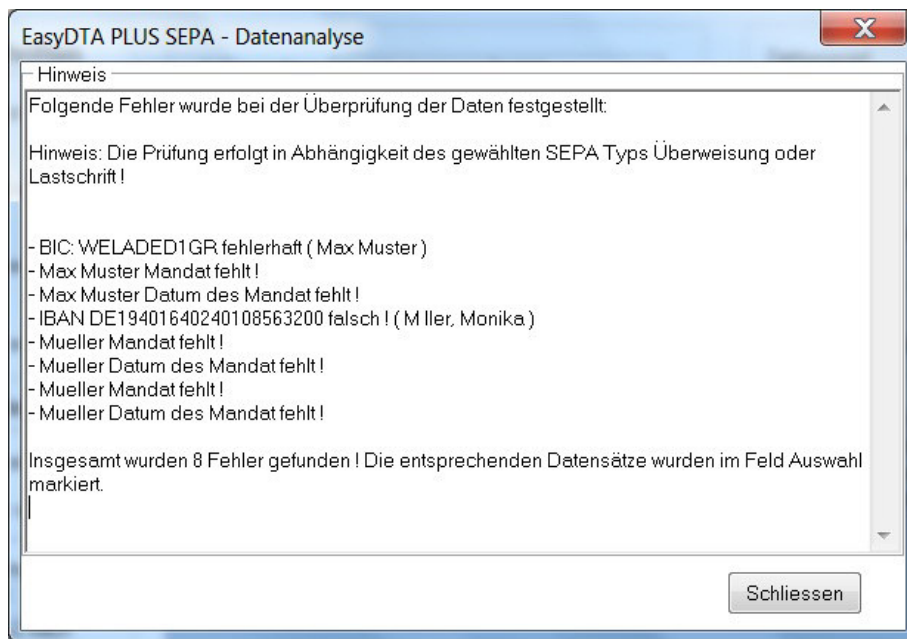 EasyDTA PLUS SEPA - Datenanalyse
Hinweis
Folgende Fehler wurde bei der Überprüfung der Daten festgestellt:
Hinweis: Die Prüfung erfolgt in Abhängigkeit des gewählten SEPA Typs Überweisung oder
Lastschrift !
- BIC: WELADED1GR fehlerhaft ( Max Muster )
- Max Muster Mandat fehlt !
- Max Muster Datum des Mandat fehlt !
- IBAN DE19401640240108563200 falsch ! ( M ller, Monika )
- Mueller Mandat fehlt !
- Mueller Datum des Mandat fehlt !
- Mueller Mandat fehlt !
- Mueller Datum des Mandat fehlt !
Insgesamt wurden 8 Fehler gefunden ! Die entsprechenden Datensätze wurden im Feld Auswahl
markiert.
Schliessen